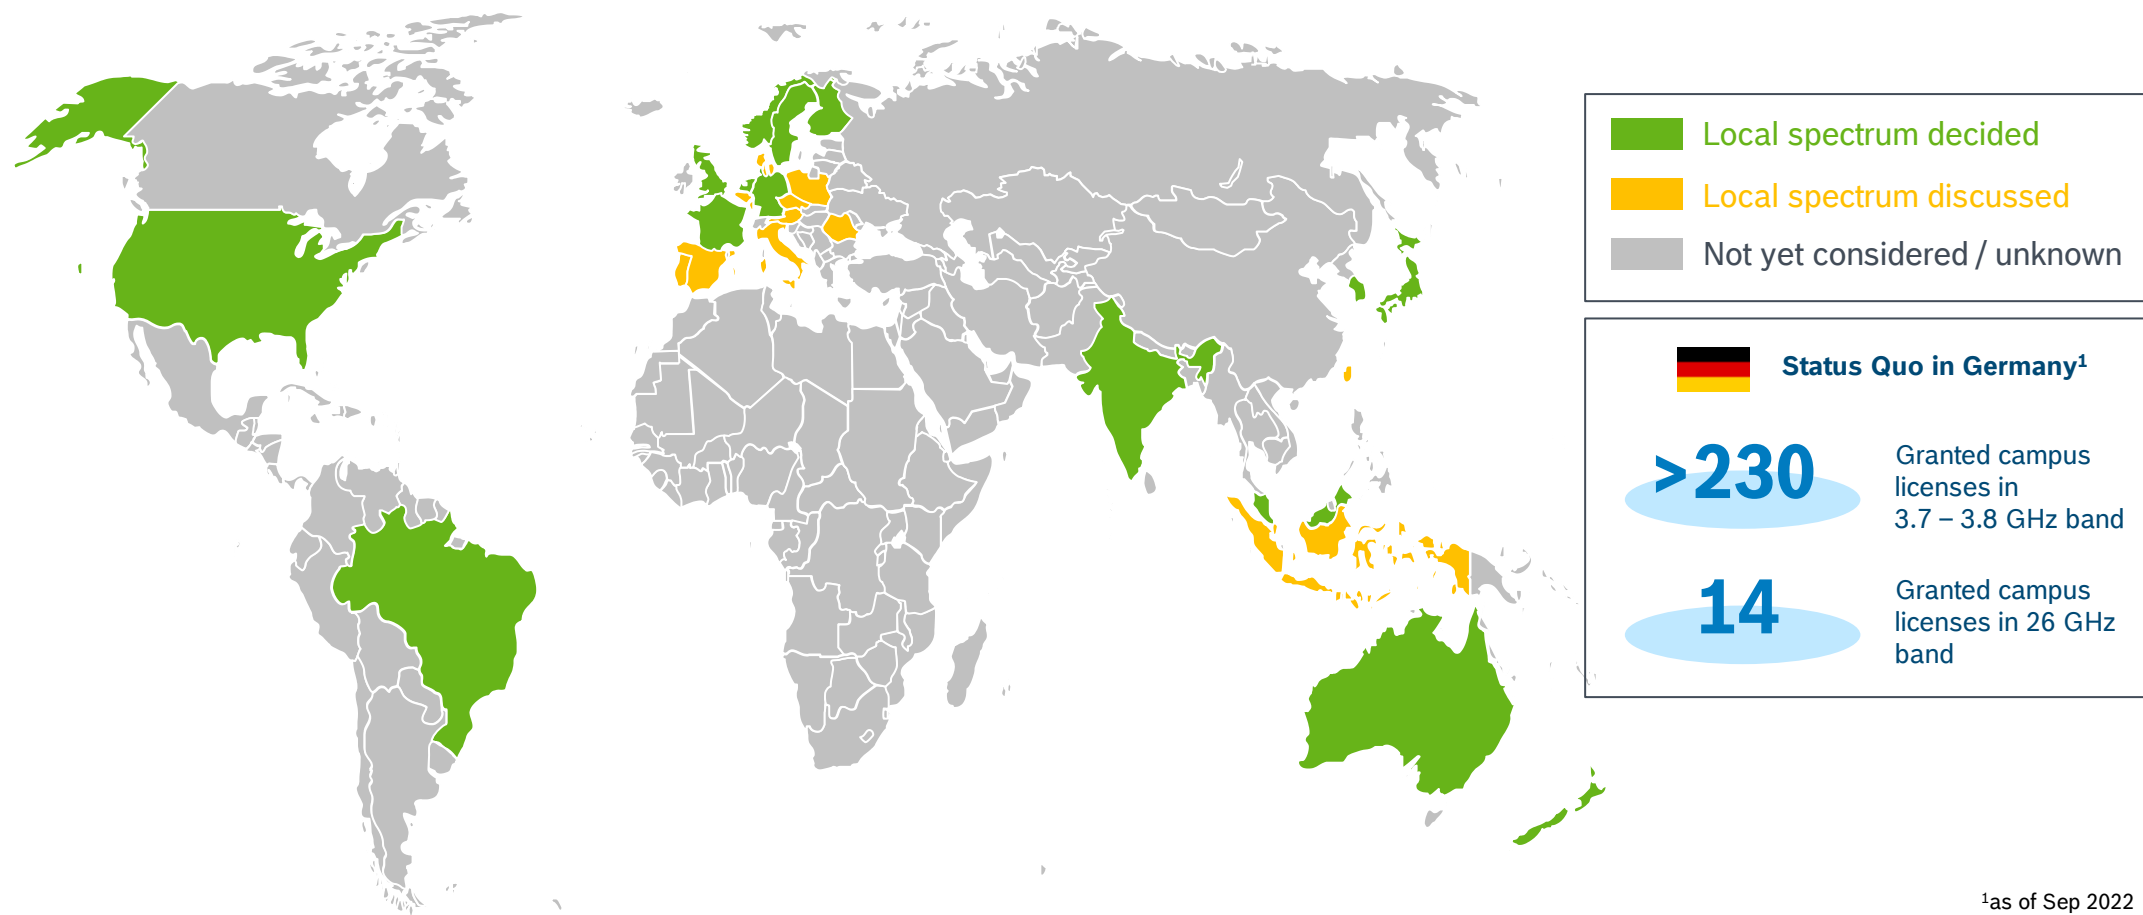 Local spectrum decided
Local spectrum discussed
Not yet considered / unknown
Status Quo in Germany¹
>230
Granted campus
licenses in
3.7 – 3.8 GHz band
14
Granted campus
licenses in 26 GHz
band
¹as of Sep 2022